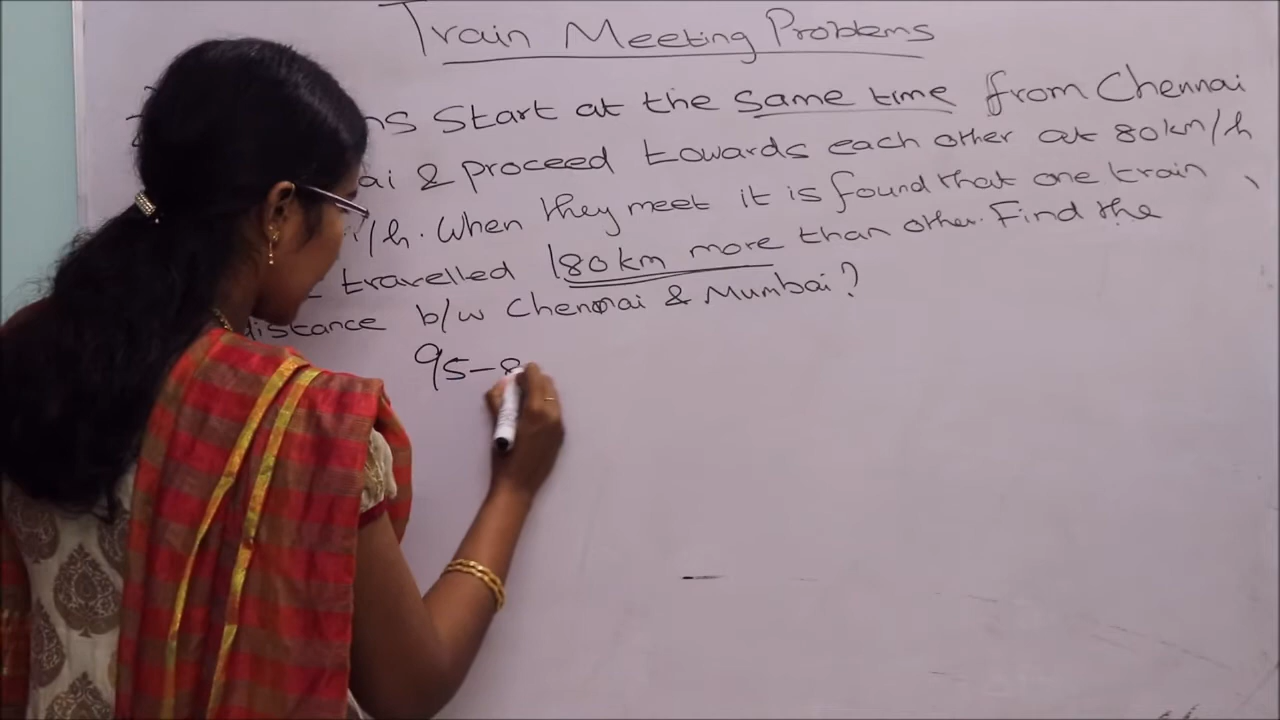 Train Meeting Problems
ns start at the same time from Chennai
ai & proceed towards each other at 80km/h
/h. When they meet it is found that one train
travelled 180km more than other. Find the
distance b/w Chennai & Mumbai?
95-8